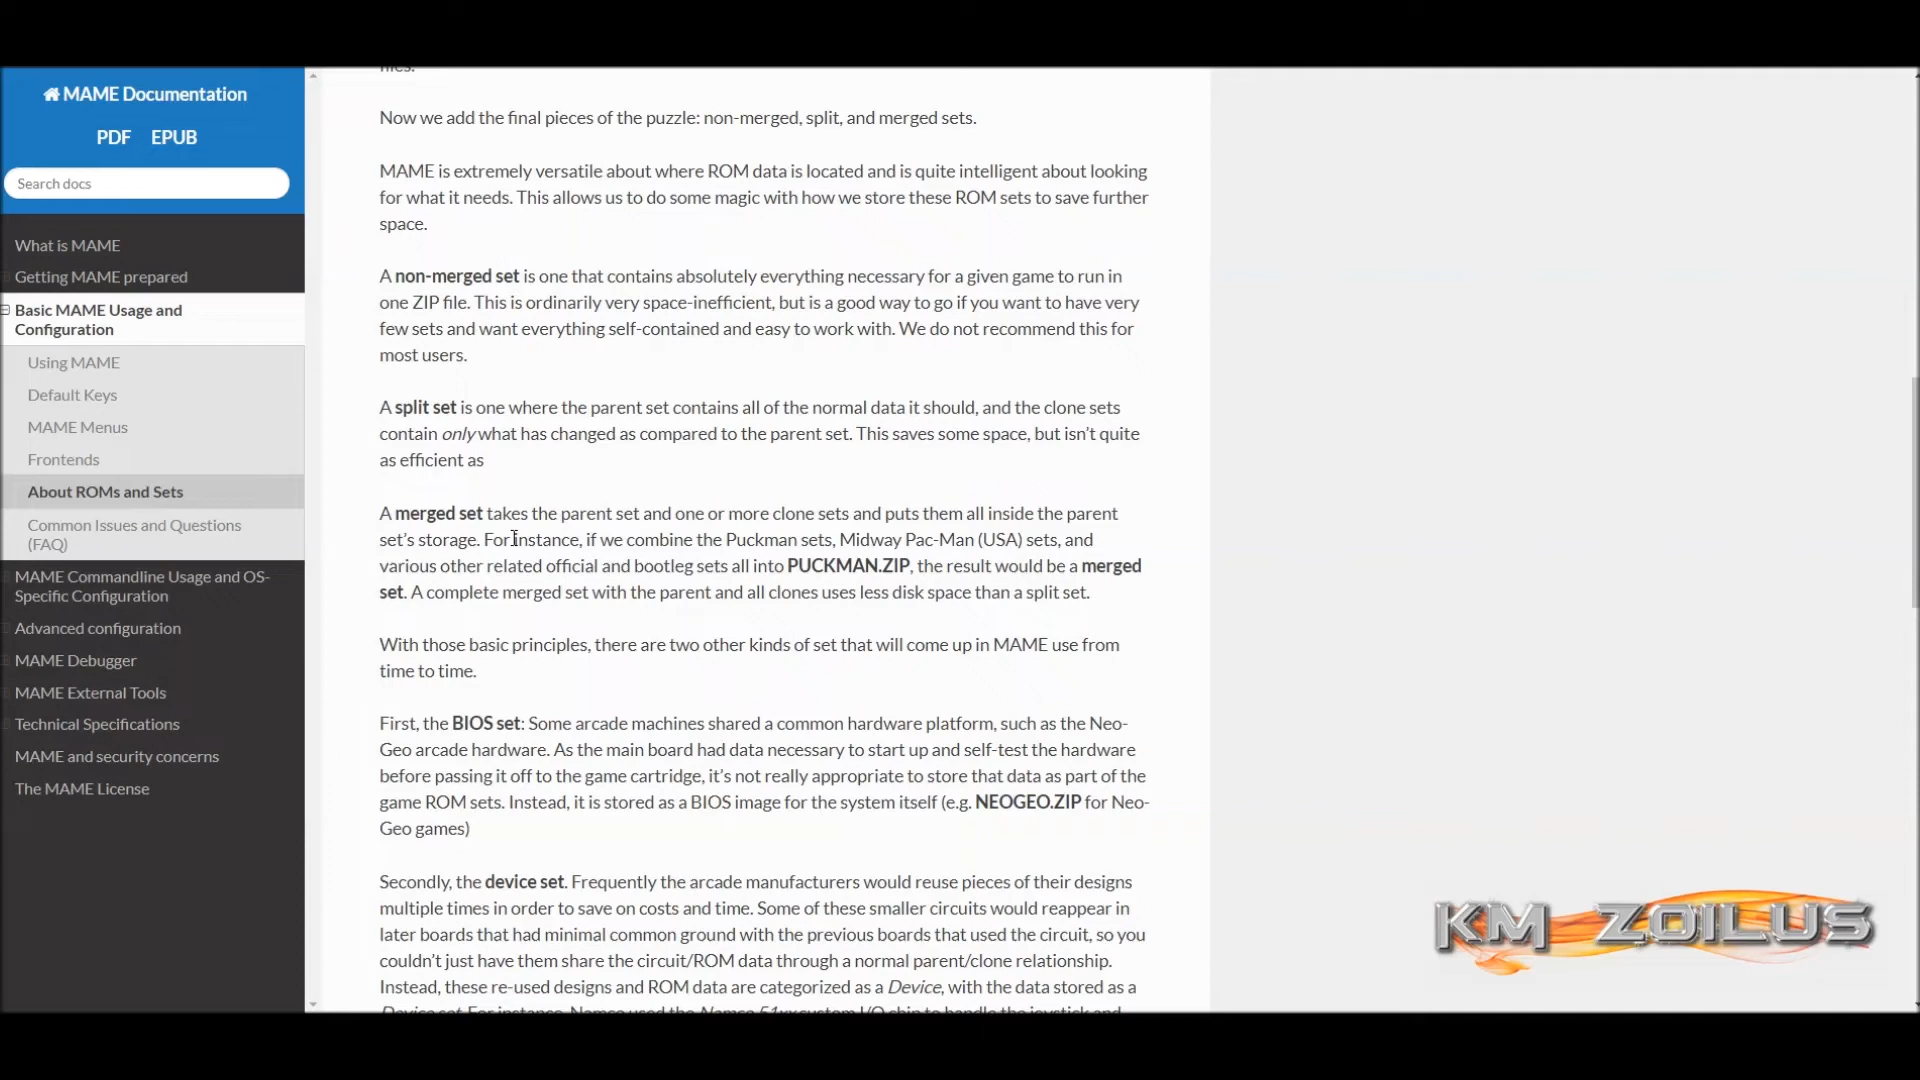 MAME Documentation
PDF EPUB
Search docs
What is MAME
Getting MAME prepared
Basic MAME Usage and
Configuration
Using MAME
Default Keys
MAME Menus
Frontends
About ROMs and Sets
Common Issues and Questions
(FAQ)
MAME Commandline Usage and OS-
Specific Configuration
Advanced configuration
MAME Debugger
MAME External Tools
Technical Specifications
MAME and security concerns
The MAME License
files.
Now we add the final pieces of the puzzle: non-merged, split, and merged sets.
MAME is extremely versatile about where ROM data is located and is quite intelligent about looking
for what it needs. This allows us to do some magic with how we store these ROM sets to save further
space.
A non-merged set is one that contains absolutely everything necessary for a given game to run in
one ZIP file. This is ordinarily very space-inefficient, but is a good way to go if you want to have very
few sets and want everything self-contained and easy to work with. We do not recommend this for
most users.
A split set is one where the parent set contains all of the normal data it should, and the clone sets
contain only what has changed as compared to the parent set. This saves some space, but isn't quite
as efficient as
A merged set takes the parent set and one or more clone sets and puts them all inside the parent
set's storage. For instance, if we combine the Puckman sets, Midway Pac-Man (USA) sets, and
various other related official and bootleg sets all into PUCKMAN.ZIP, the result would be a merged
set. A complete merged set with the parent and all clones uses less disk space than a split set.
With those basic principles, there are two other kinds of set that will come up in MAME use from
time to time.
First, the BIOS set: Some arcade machines shared a common hardware platform, such as the Neo-
Geo arcade hardware. As the main board had data necessary to start up and self-test the hardware
before passing it off to the game cartridge, it's not really appropriate to store that data as part of the
game ROM sets. Instead, it is stored as a BIOS image for the system itself (e.g. NEOGEO.ZIP for Neo-
Geo games)
Secondly, the device set. Frequently the arcade manufacturers would reuse pieces of their designs
multiple times in order to save on costs and time. Some of these smaller circuits would reappear in
later boards that had minimal common ground with the previous boards that used the circuit, so you
couldn't just have them share the circuit/ROM data through a normal parent/clone relationship.
Instead, these re-used designs and ROM data are categorized as a Device, with the data stored as a
Device set. For instance, Namco used the Namco 51xx custom I/O chip to handle the joystick and
KM ZOILUS